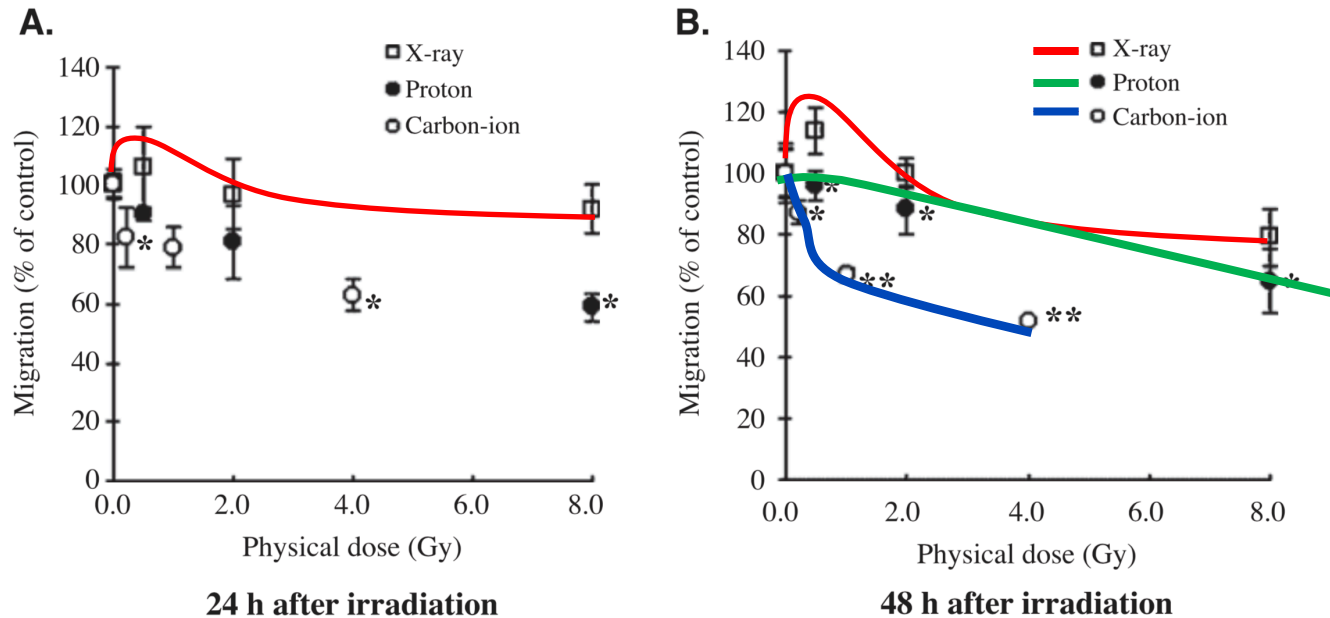 A.
X-ray
Proton
Carbon-ion
Migration (% of control)
140
120
100
80
60
40
20
0
*
*
*
0.0 2.0 4.0 6.0 8.0
Physical dose (Gy)
24 h after irradiation
B.
X-ray
Proton
Carbon-ion
Migration (% of control)
140
120
100
80
60
40
20
0
*
*
*
**
**
*
0.0 2.0 4.0 6.0 8.0
Physical dose (Gy)
48 h after irradiation